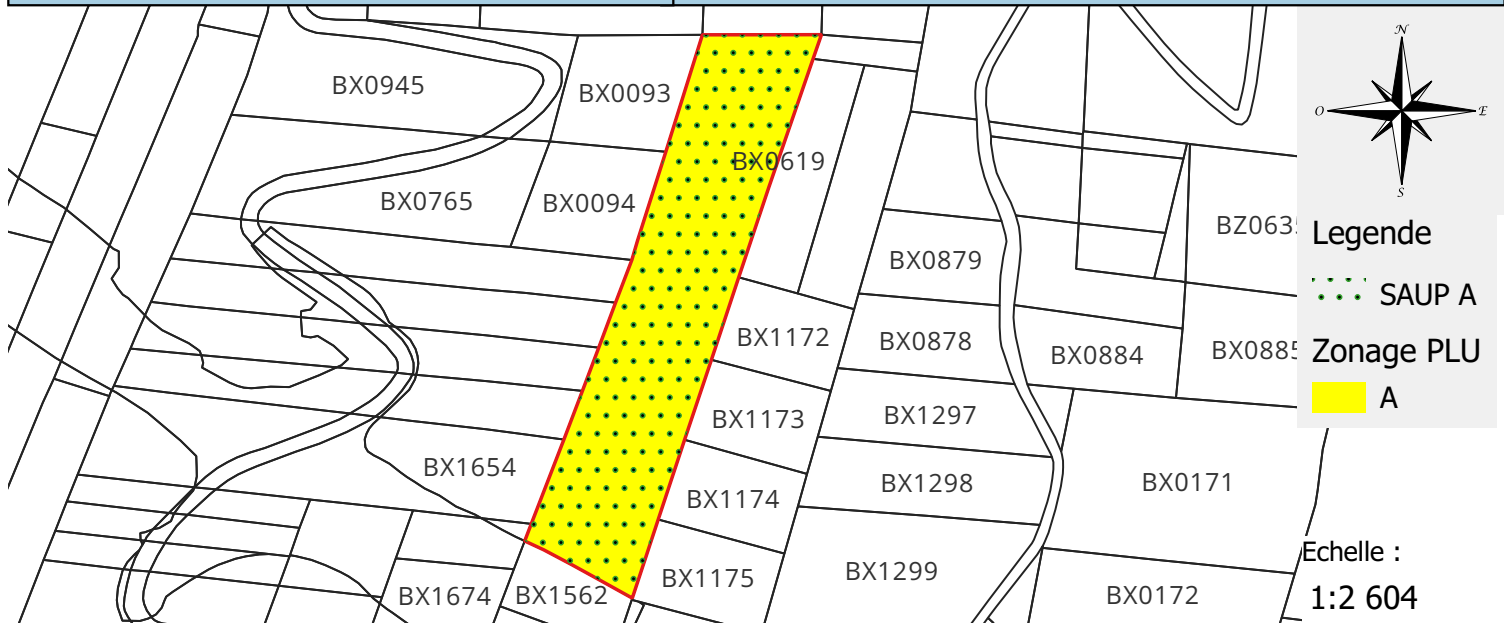 N
O
E
S
BX0945
BX0093
BX0619
BX0765
BX0094
BZ063
BX0879
BX1172
BX0878
BX0884
BX0885
BX1173
BX1297
BX1654
BX1174
BX1298
BX0171
BX1175
BX1299
BX1674
BX1562
BX0172
Legende
SAUP A
Zonage PLU
A
Echelle :
1:2 604